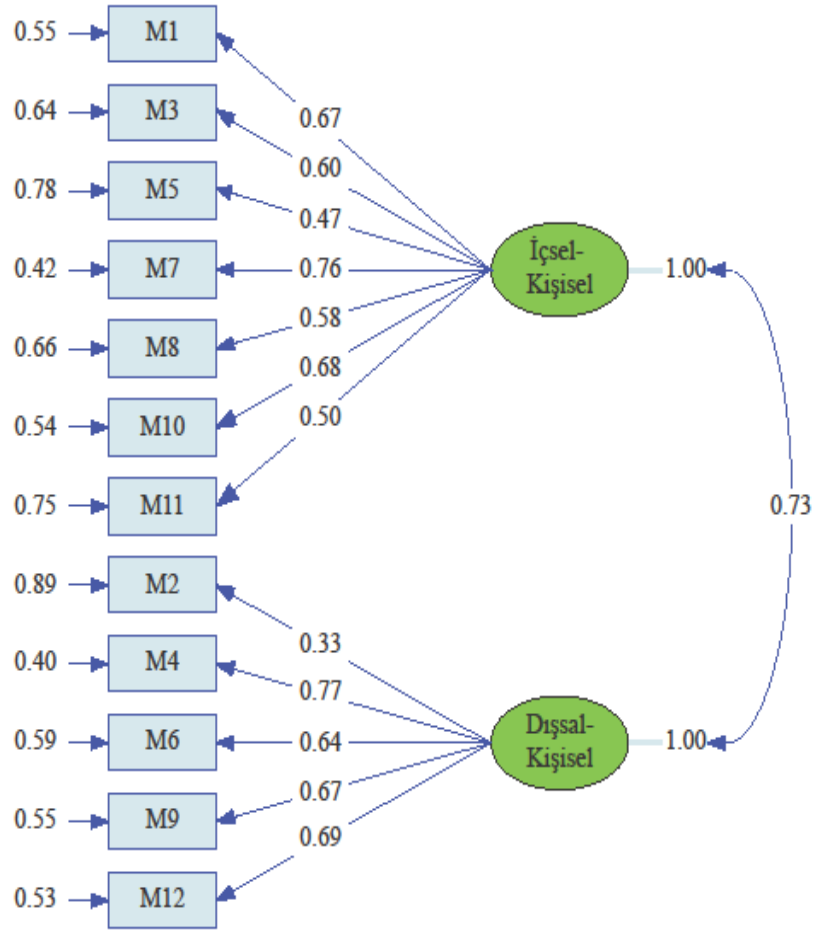 0.55 M1
0.67
0.64 M3
0.60
0.78 M5
0.47
0.42 M7
0.76
İçsel-
Kişisel
1.00
0.66 M8
0.58
0.68
0.54 M10
0.50
0.75 M11
0.73
0.89 M2
0.33
0.40 M4
0.77
0.59 M6
0.64
Dışsal-
Kişisel
1.00
0.67
0.55 M9
0.69
0.53 M12